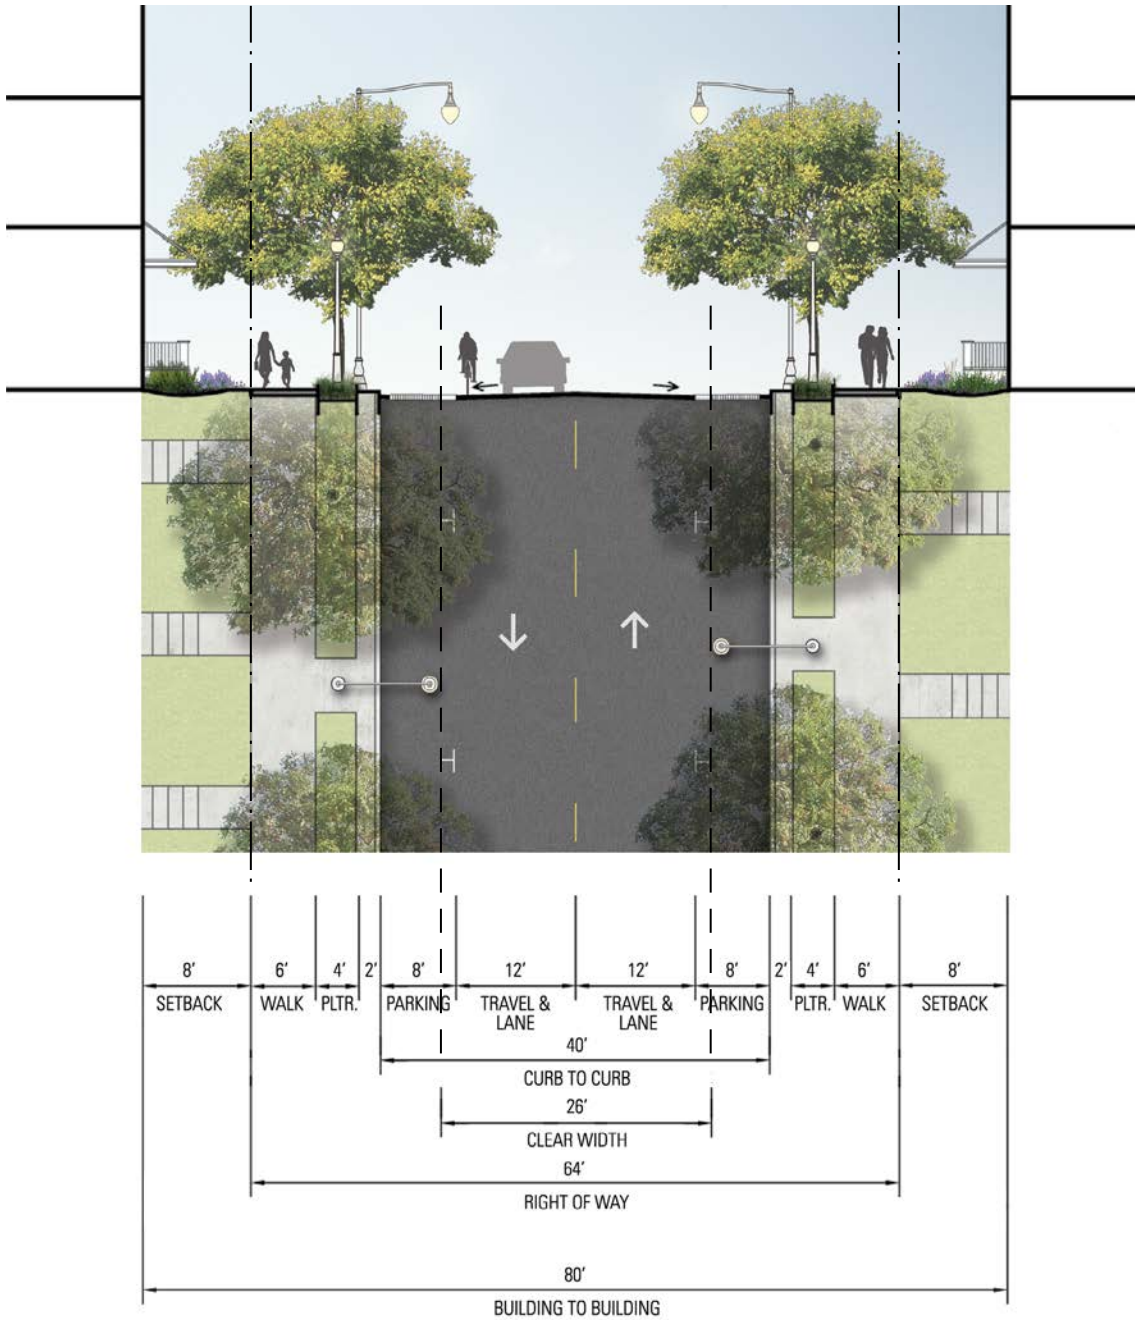 8' 6' 4' 2' 8' 12' 12' 8' 2' 4' 6' 8'
SETBACK WALK PLTR. PARKING TRAVEL & LANE TRAVEL & LANE PARKING PLTR. WALK SETBACK
40'
CURB TO CURB
26'
CLEAR WIDTH
64'
RIGHT OF WAY
80'
BUILDING TO BUILDING